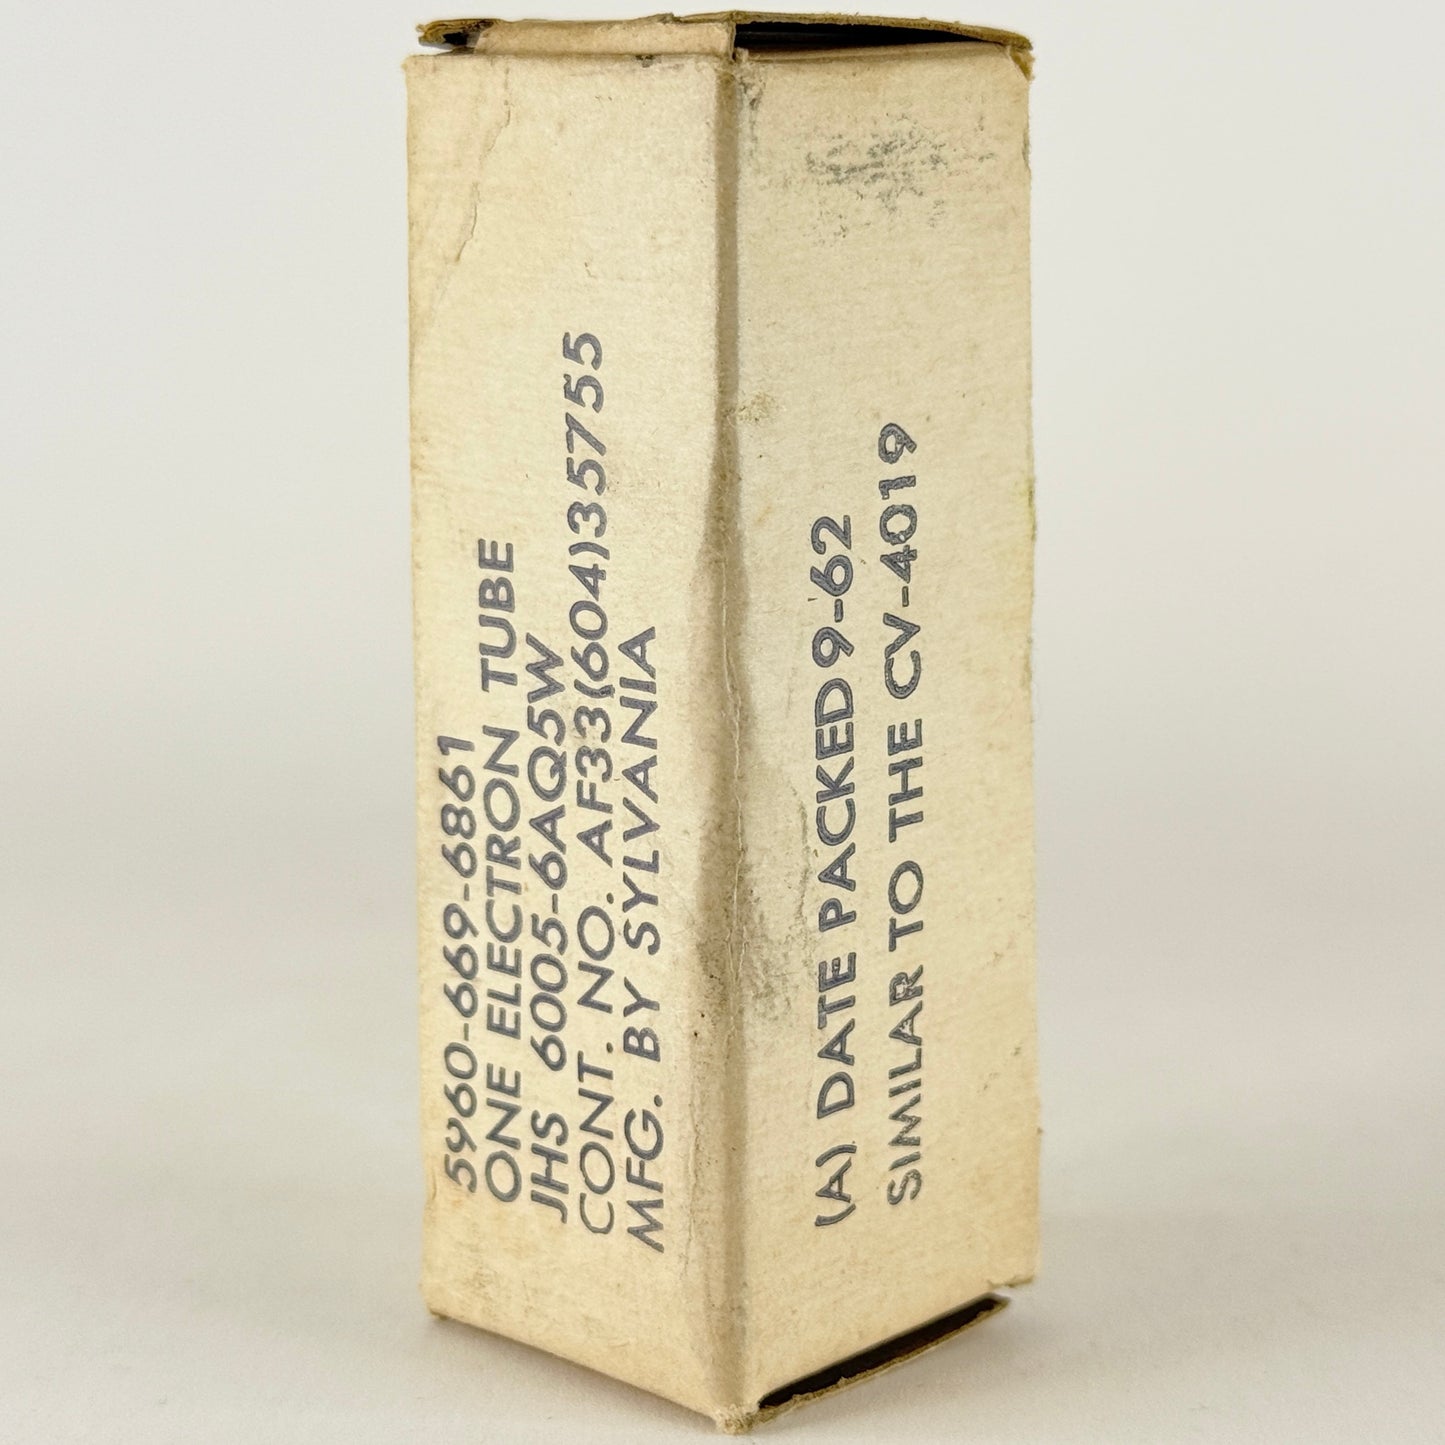 5960-669-6861
ONE ELECTRON TUBE
JHS 6005-6AQ5W
CONT. NO. AF33(604)35755
MFG. BY SYLVANIA
(A) DATE PACKED 9-62
SIMILAR TO THE CV-4019